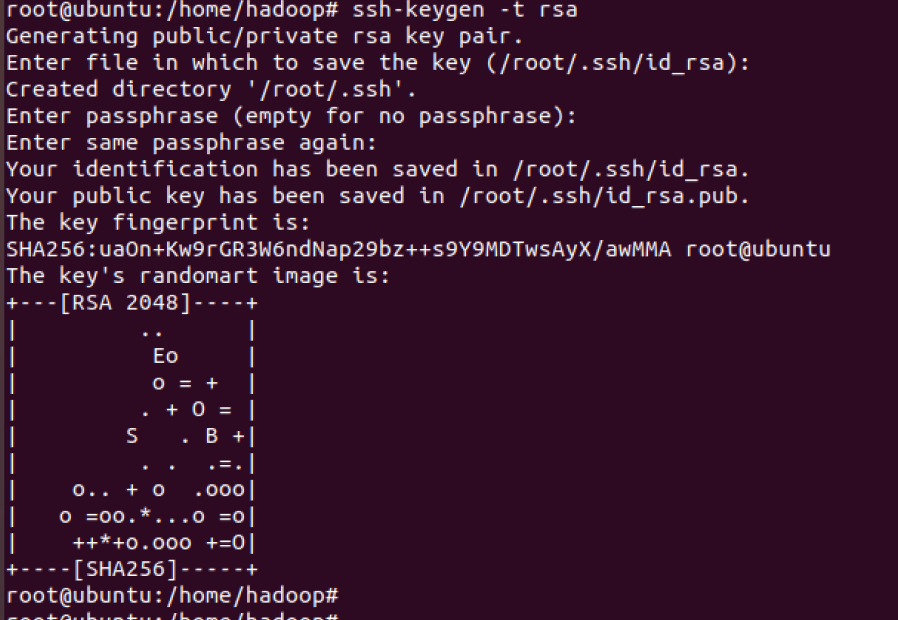 root@ubuntu:/home/hadoop# ssh-keygen -t rsa
Generating public/private rsa key pair.
Enter file in which to save the key (/root/.ssh/id_rsa):
Created directory '/root/.ssh'.
Enter passphrase (empty for no passphrase):
Enter same passphrase again:
Your identification has been saved in /root/.ssh/id_rsa.
Your public key has been saved in /root/.ssh/id_rsa.pub.
The key fingerprint is:
SHA256:uaOn+Kw9rGR3W6ndNap29bz++s9Y9MDTwsAyX/awMMA root@ubuntu
The key's randomart image is:
+---[RSA 2048]----+
|         ..      |
|          Eo     |
|          o = +  |
|         . + O = |
|        S   . B +|
|         . .  .=.|
|    o.. + o  .ooo|
|   o =oo.*...o =o|
|    ++*+o.ooo +=O|
+----[SHA256]-----+
root@ubuntu:/home/hadoop#
root@ubuntu:/home/hadoop#